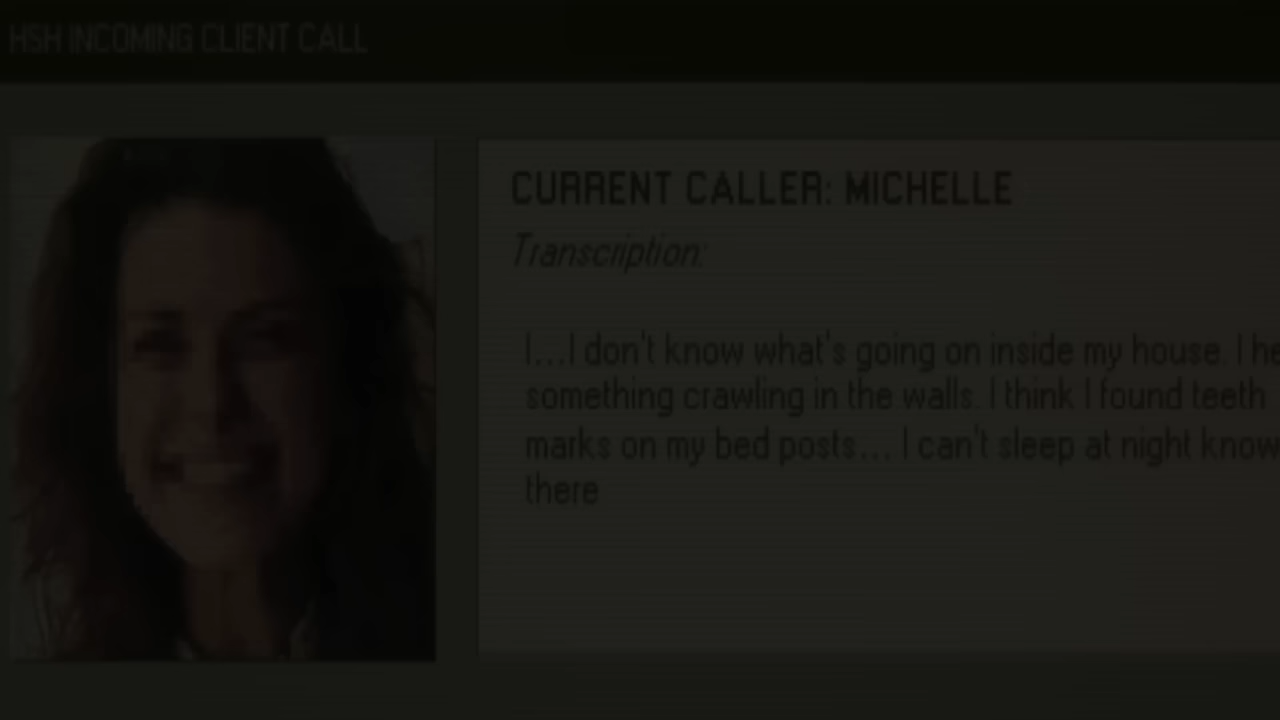 HSH INCOMING CLIENT CALL
CURRENT CALLER: MICHELLE
Transcription:
I...I don't know what's going on inside my house. I
something crawling in the walls. I think I found teeth
marks on my bed posts... I can't sleep at night
there